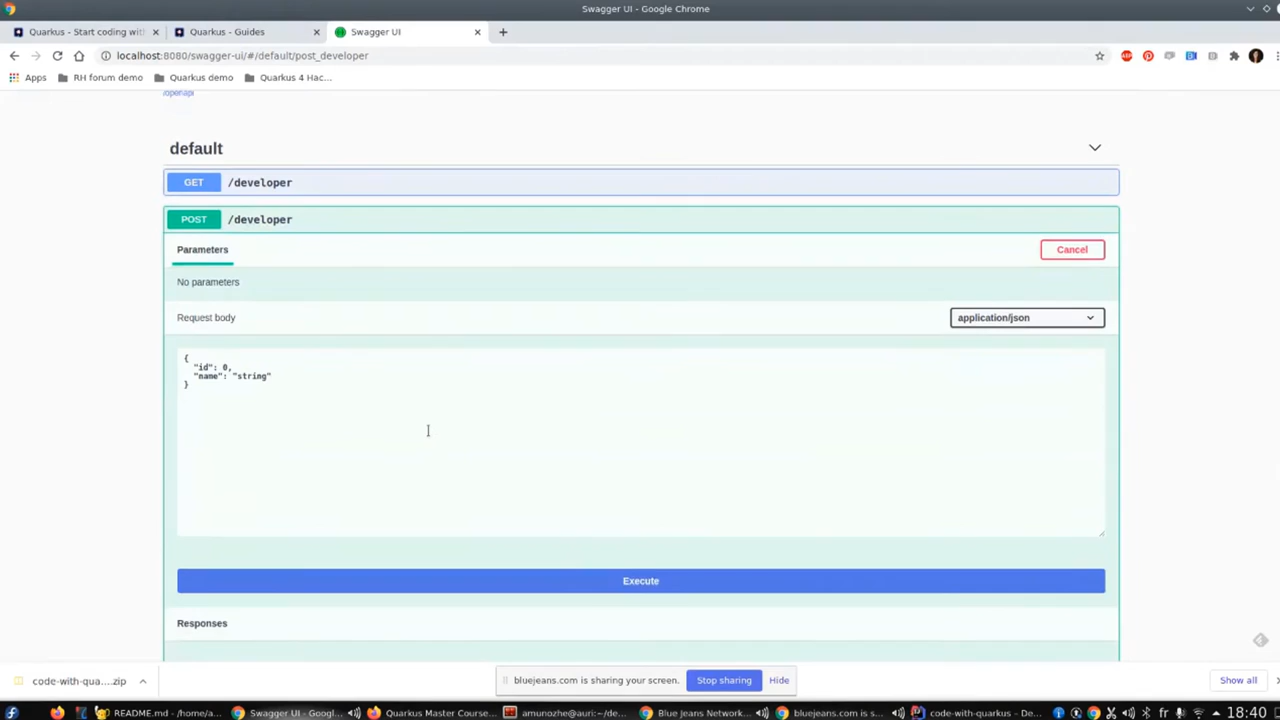 Swagger UI - Google Chrome
Quarkus - Start coding with
Quarkus - Guides
Swagger UI
localhost:8080/swagger-ui/#/default/post_developer
Apps
RH forum demo
Quarkus demo
Quarkus 4 Hac...
/openapi
default
GET /developer
POST /developer
Parameters
Cancel
No parameters
Request body
application/json
{
"id": 0,
"name": "string"
}
Execute
Responses
code-with-qua....zip
bluejeans.com is sharing your screen.
Stop sharing
Hide
Show all
README.md - /home/a...
Swagger UI - Googl...
Quarkus Master Course...
amunozhe@auri:~/de...
Blue Jeans Network...
bluejeans.com is s...
code-with-quarkus – De...
fr
18:40